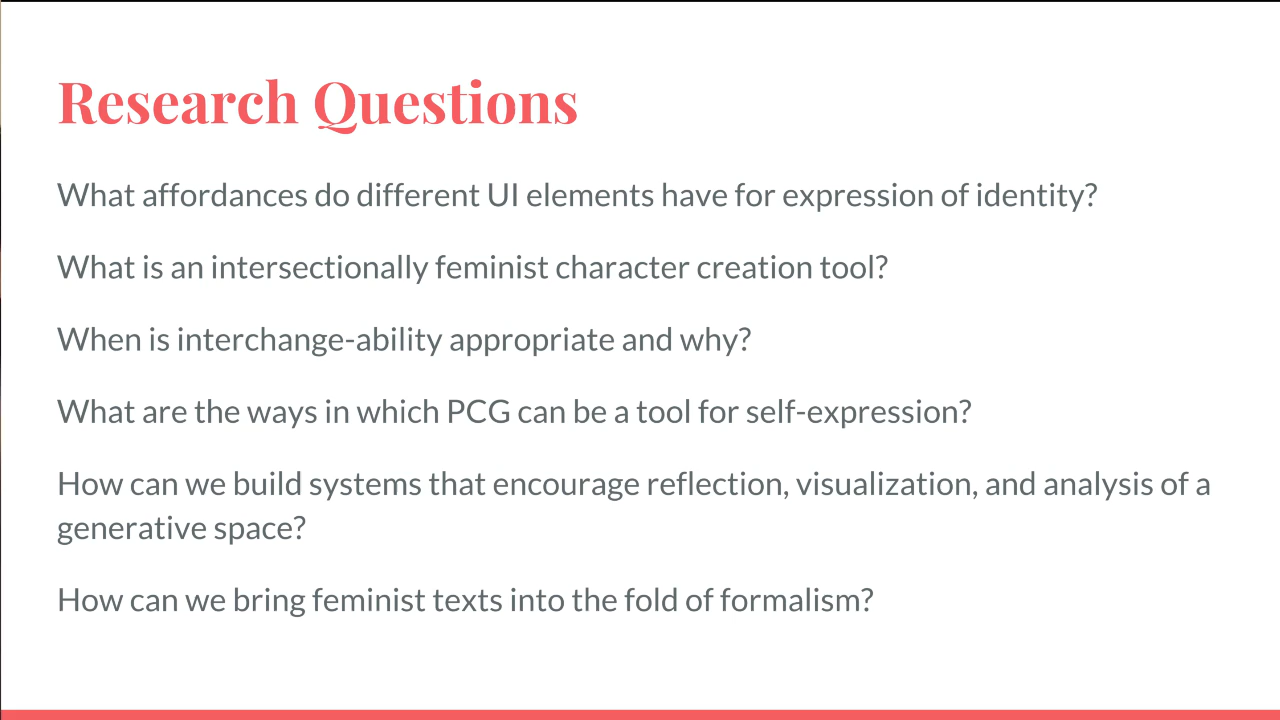 Research Questions
What affordances do different UI elements have for expression of identity?
What is an intersectionally feminist character creation tool?
When is interchange-ability appropriate and why?
What are the ways in which PCG can be a tool for self-expression?
How can we build systems that encourage reflection, visualization, and analysis of a
generative space?
How can we bring feminist texts into the fold of formalism?